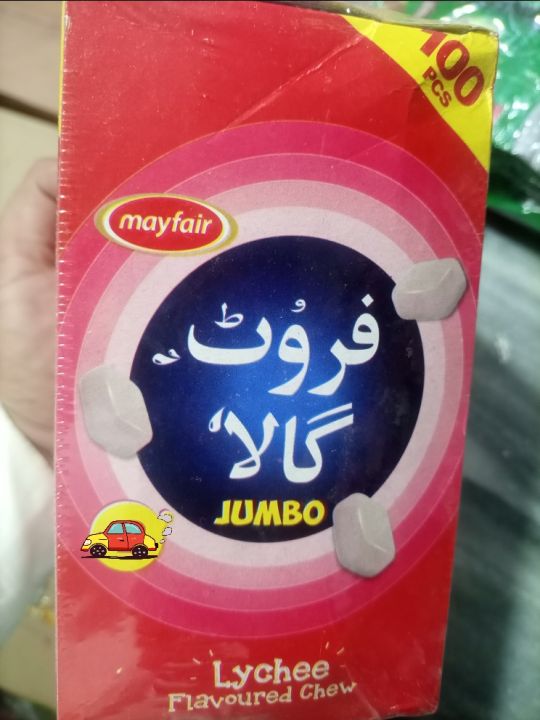 100
PCS
mayfair
فروٹ
گالا
JUMBO
Lychee
Flavoured Chew